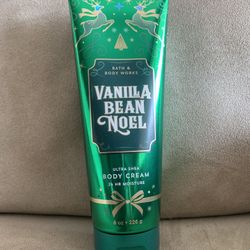 BATH &
BODY WORKS
VANILLA
BEAN
NOEL
ULTRA SHEA
BODY CREAM
24 HR MOISTURE
8 oz • 226 g